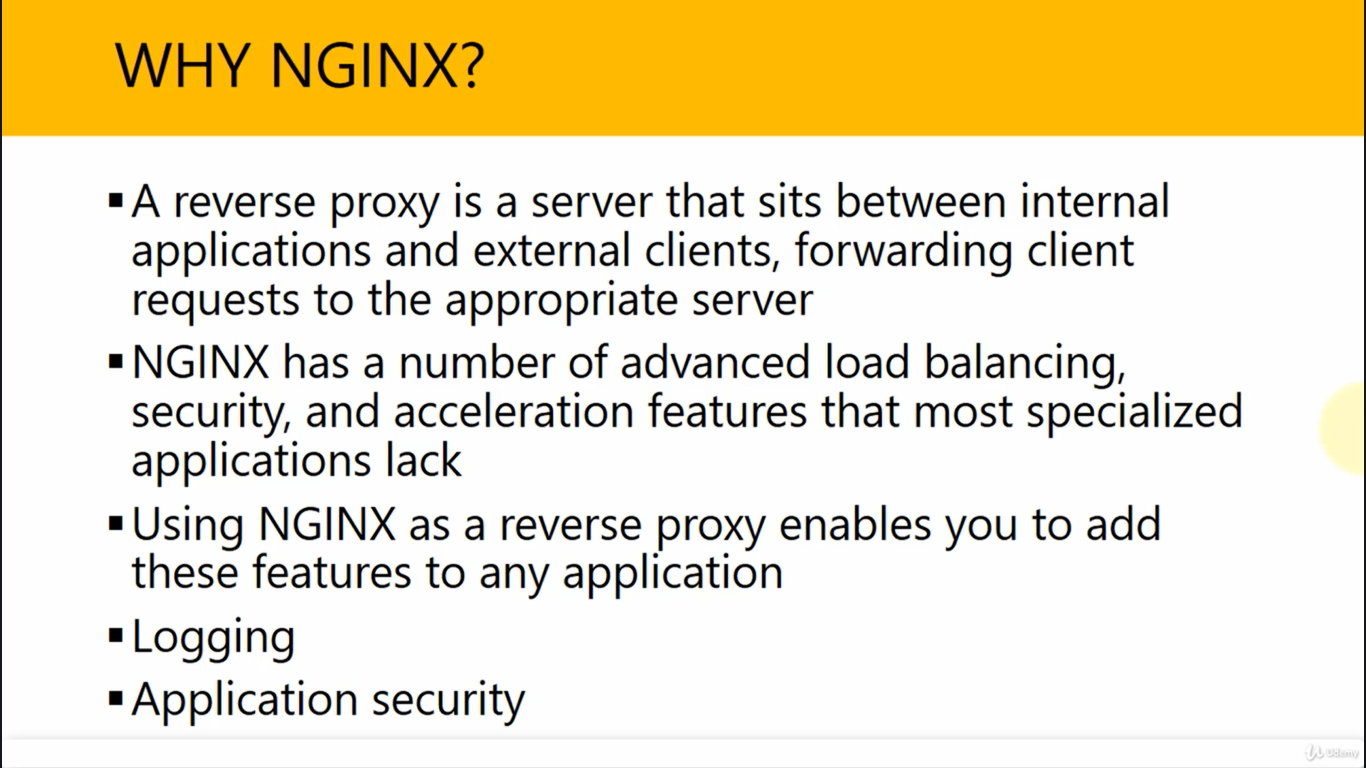 WHY NGINX?
▪A reverse proxy is a server that sits between internal
applications and external clients, forwarding client
requests to the appropriate server
▪NGINX has a number of advanced load balancing,
security, and acceleration features that most specialized
applications lack
▪Using NGINX as a reverse proxy enables you to add
these features to any application
▪Logging
▪Application security
Udemy